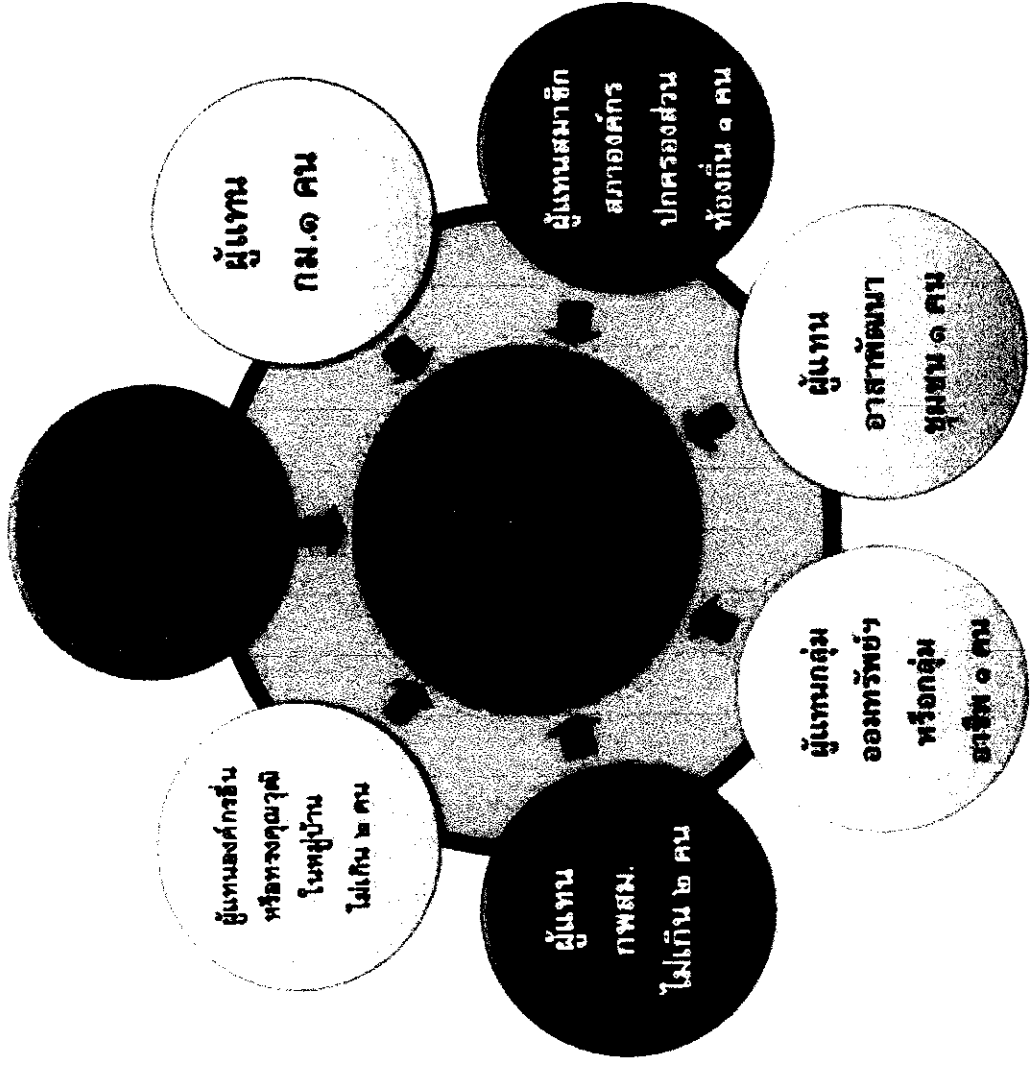 ผู้แทน
กม.๑ คน
ผู้แทนสมาชิก
สภาองค์กร
ปกครองส่วน
ท้องถิ่น ๑ คน
ผู้แทน
อาสาพัฒนา
ชุมชน ๑ คน
ผู้แทนกลุ่ม
ออมทรัพย์ฯ
หรือกลุ่ม
อาชีพ ๑ คน
ผู้แทน
กพสม.
ไม่เกิน ๒ คน
ผู้แทนองค์กรอื่น
หรือทรงคุณวุฒิ
ในหมู่บ้าน
ไม่เกิน ๒ คน